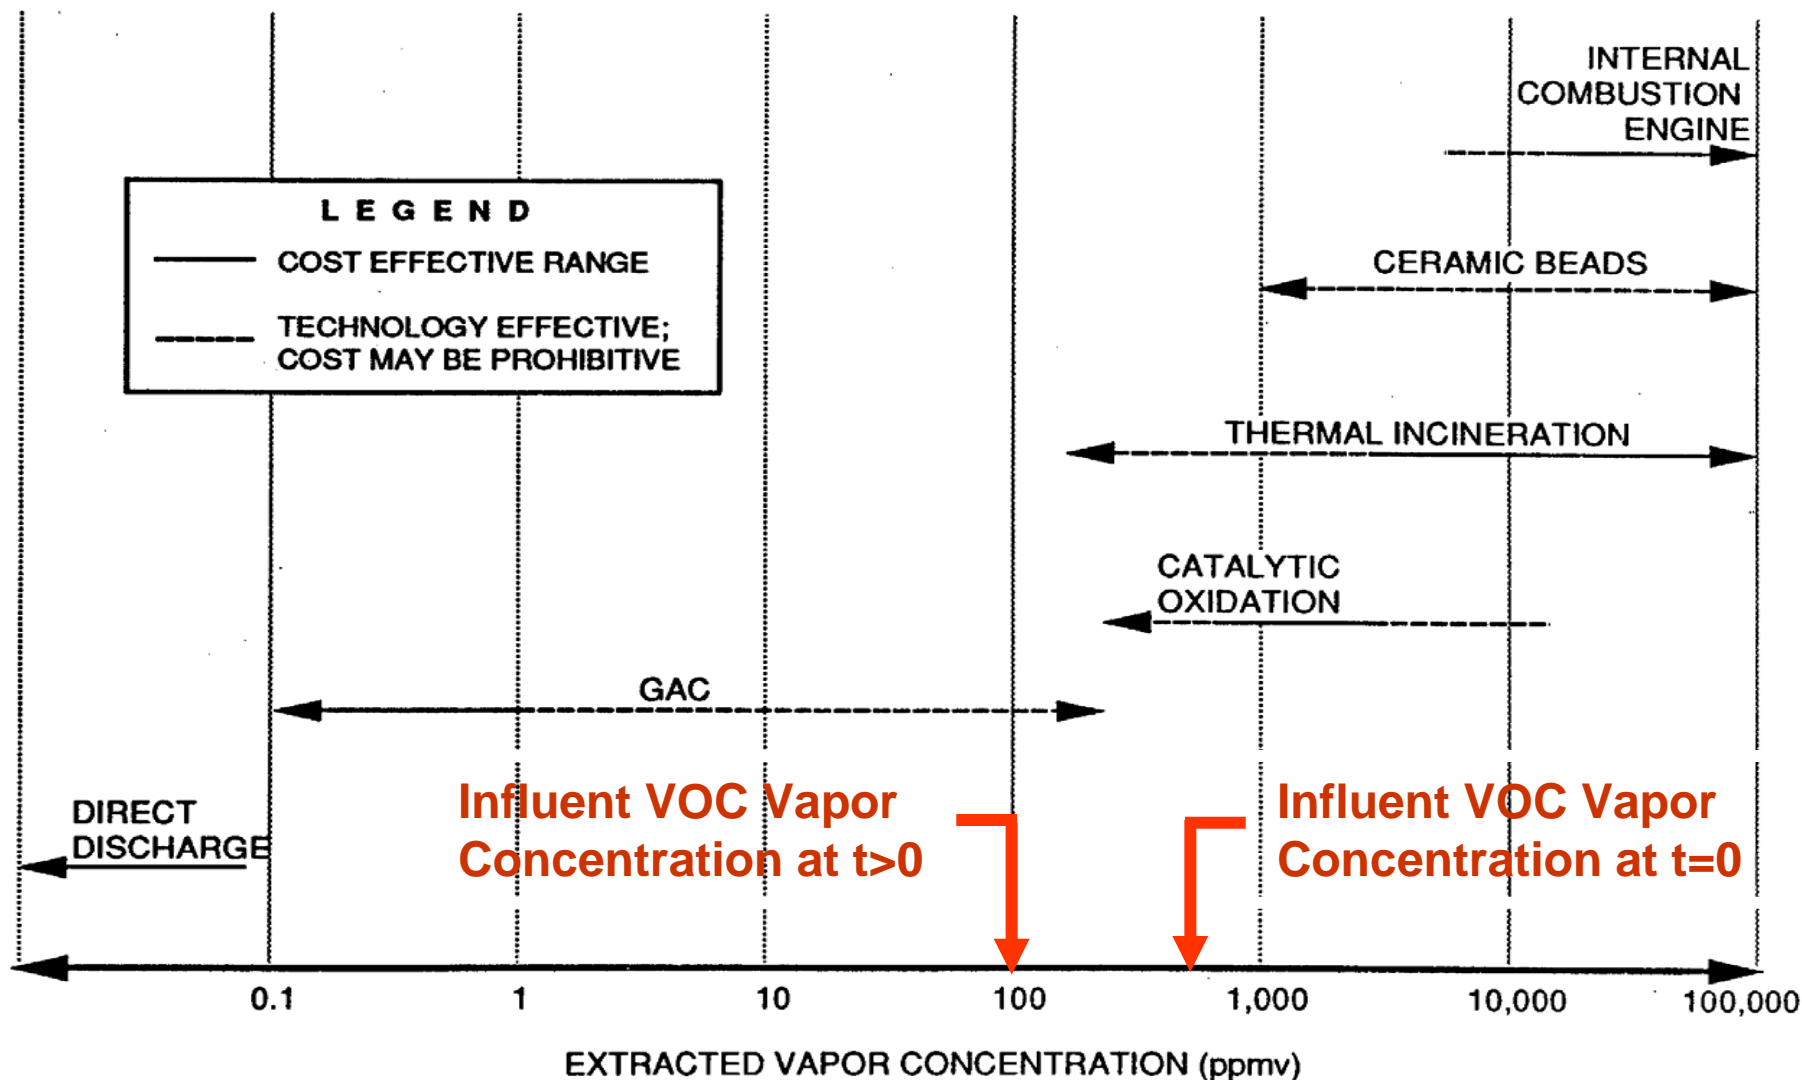 INTERNAL
COMBUSTION
ENGINE
L E G E N D
COST EFFECTIVE RANGE
TECHNOLOGY EFFECTIVE;
COST MAY BE PROHIBITIVE
CERAMIC BEADS
THERMAL INCINERATION
CATALYTIC
OXIDATION
GAC
DIRECT
DISCHARGE
Influent VOC Vapor
Concentration at t>0
Influent VOC Vapor
Concentration at t=0
0.1 1 10 100 1,000 10,000 100,000
EXTRACTED VAPOR CONCENTRATION (ppmv)